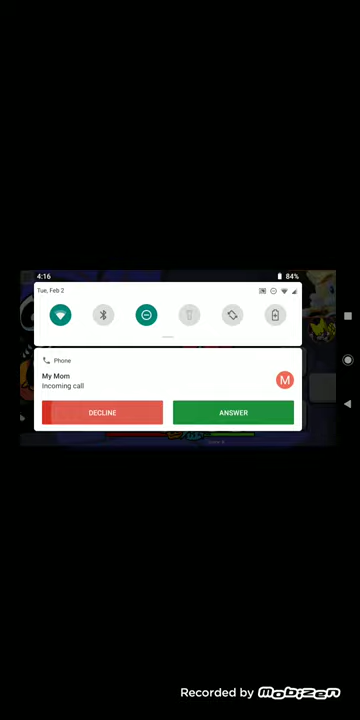 4:16
84%
Tue, Feb 2
Phone
My Mom
Incoming call
M
DECLINE
ANSWER
Recorded by MOBIZEN